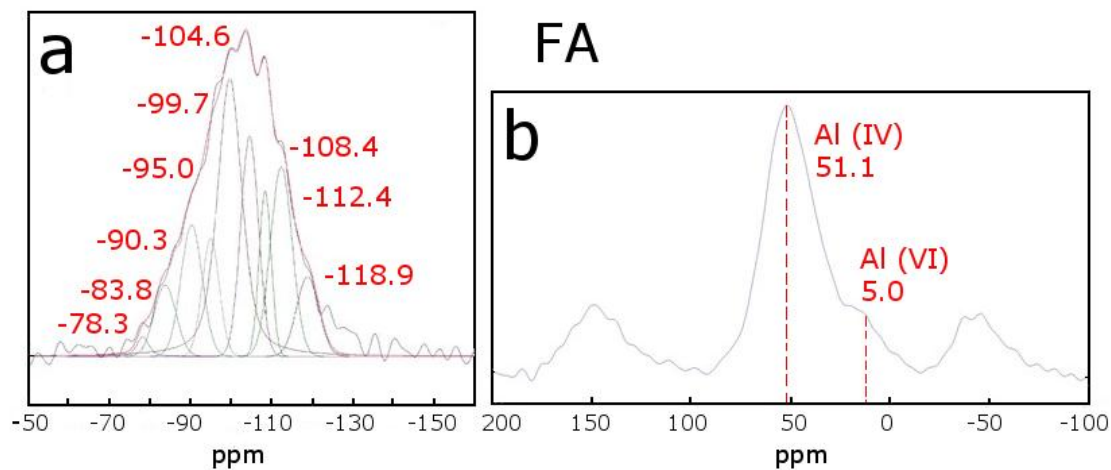 a
-104.6
-99.7
-95.0
-90.3
-83.8
-78.3
-108.4
-112.4
-118.9
-50 -70 -90 -110 -130 -150
ppm
FA
b
Al (IV)
51.1
Al (VI)
5.0
200 150 100 50 0 -50 -100
ppm